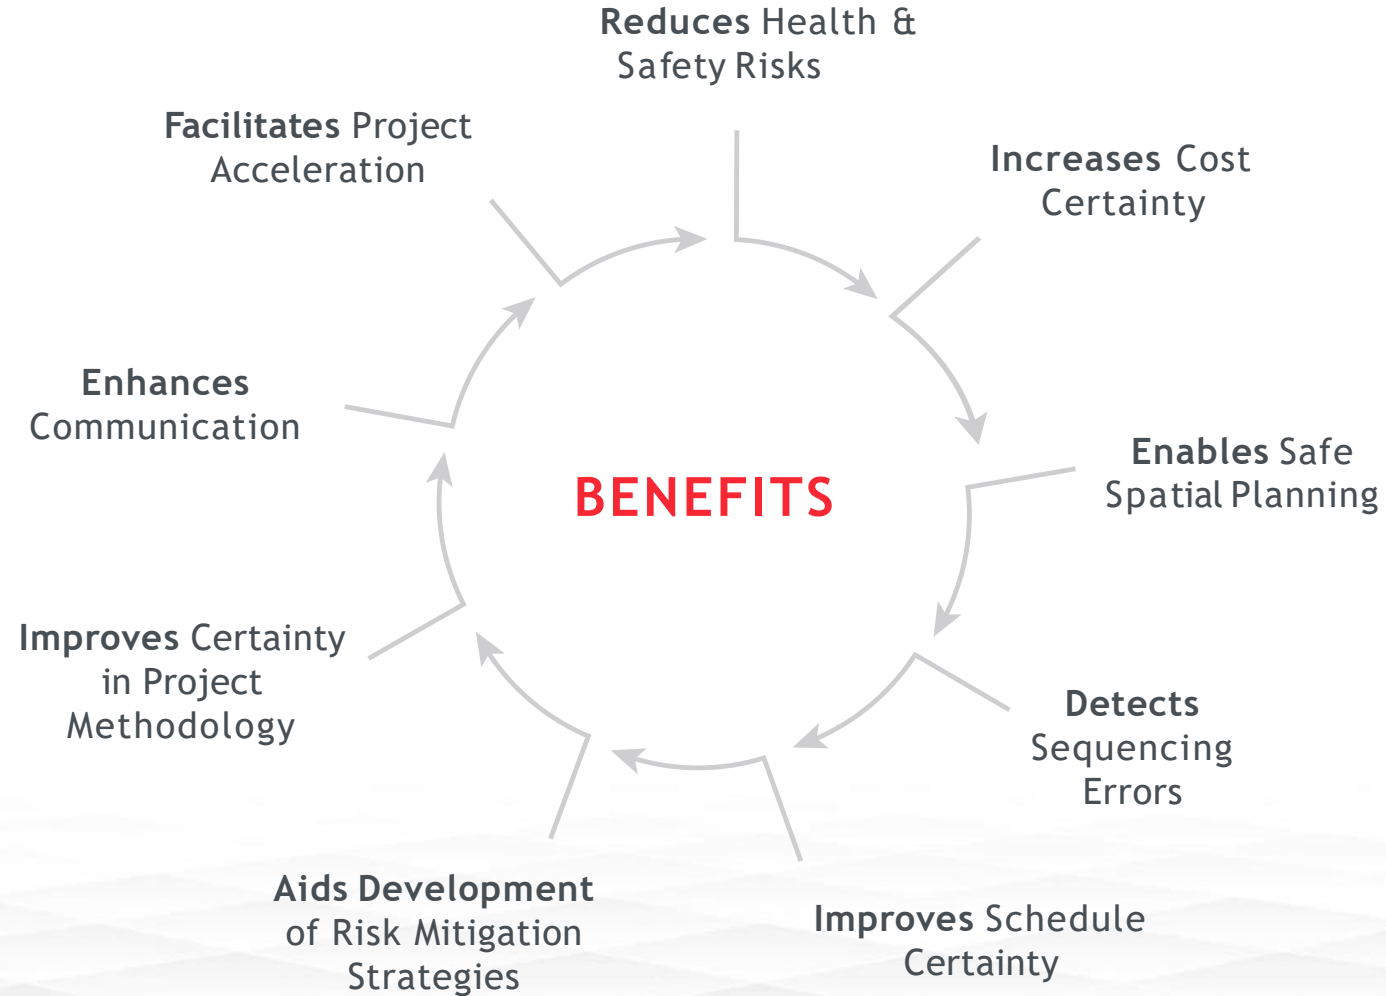 Reduces Health &
Safety Risks
Increases Cost
Certainty
Enables Safe
Spatial Planning
Detects
Sequencing
Errors
Improves Schedule
Certainty
Aids Development
of Risk Mitigation
Strategies
Improves Certainty
in Project
Methodology
Enhances
Communication
Facilitates Project
Acceleration
BENEFITS